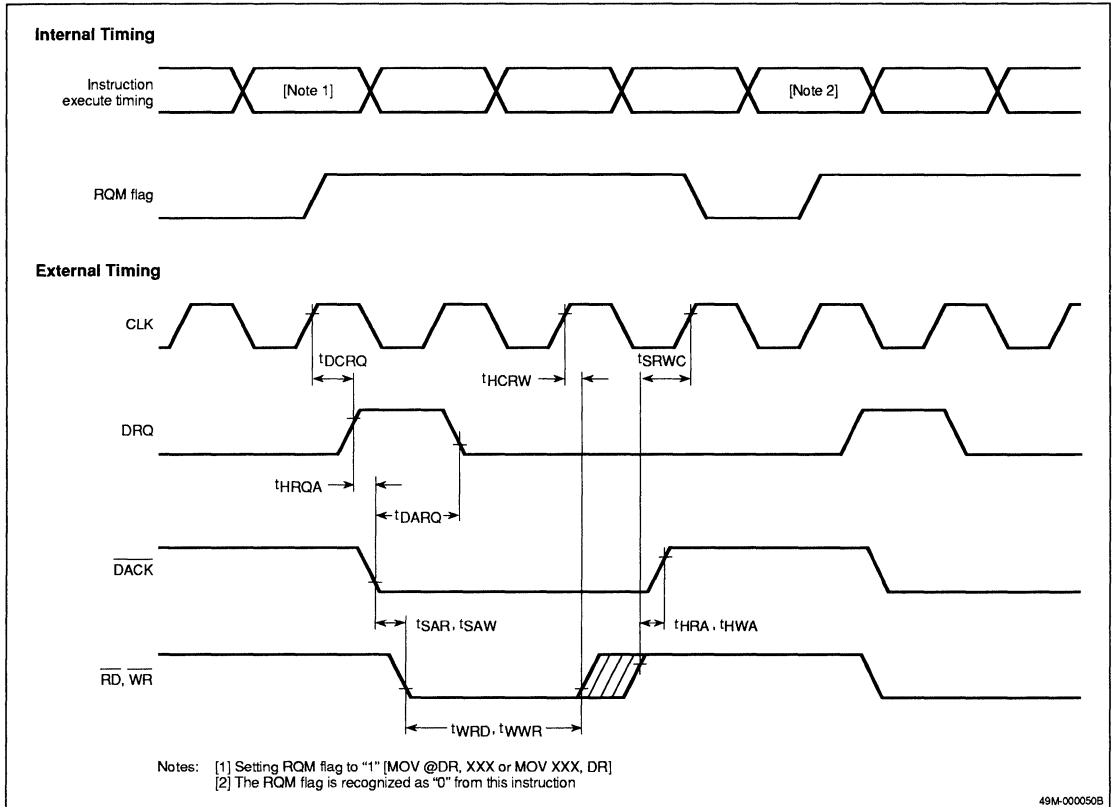 Internal Timing
Instruction
execute timing
[Note 1]
[Note 2]
RQM flag
External Timing
CLK
tDCRQ
tHCRW
tSRWC
DRQ
tHRQA
tDARQ
DACK
tSAR, tSAW
tHRA, tHWA
RD, WR
tWRD, tWWR
Notes: [1] Setting RQM flag to "1" [MOV @DR, XXX or MOV XXX, DR]
[2] The RQM flag is recognized as "0" from this instruction
49M-000050B